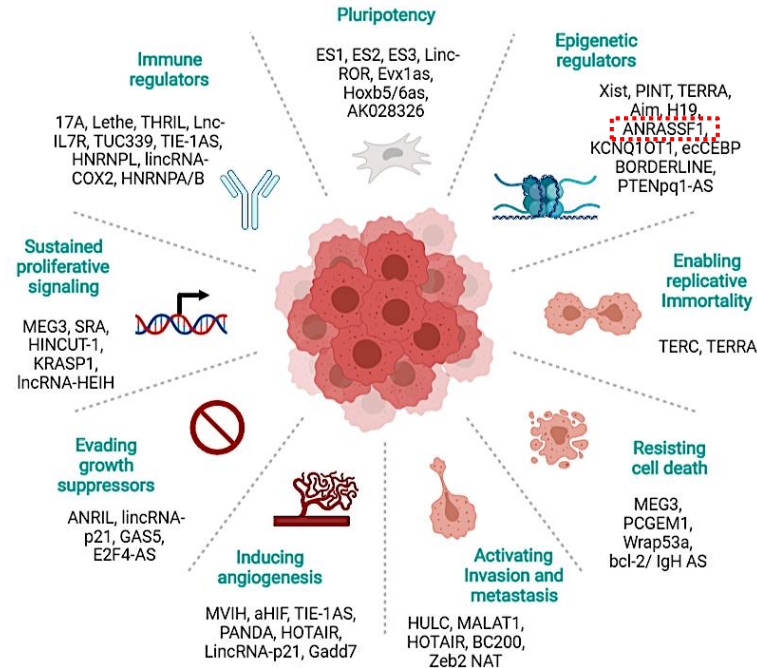 Pluripotency
ES1, ES2, ES3, Linc-
ROR, Evx1as,
Hoxb5/6as,
AK028326
Epigenetic
regulators
Xist, PINT, TERRA,
Aim, H19,
ANRASSF1,
KCNQ1OT1, ecCEBP
BORDERLINE,
PTENpq1-AS
Enabling
replicative
Immortality
TERC, TERRA
Resisting
cell death
MEG3,
PCGEM1,
Wrap53a,
bcl-2/ IgH AS
Activating
Invasion and
metastasis
HULC, MALAT1,
HOTAIR, BC200,
Zeb2 NAT
Inducing
angiogenesis
MVIH, aHIF, TIE-1AS,
PANDA, HOTAIR,
LincRNA-p21, Gadd7
Evading
growth
suppressors
ANRIL, lincRNA-
p21, GAS5,
E2F4-AS
Sustained
proliferative
signaling
MEG3, SRA,
HINCUT-1,
KRASP1,
lncRNA-HEIH
Immune
regulators
17A, Lethe, THRIL, Lnc-
IL7R, TUC339, TIE-1AS,
HNRNPL, lincRNA-
COX2, HNRNPA/B